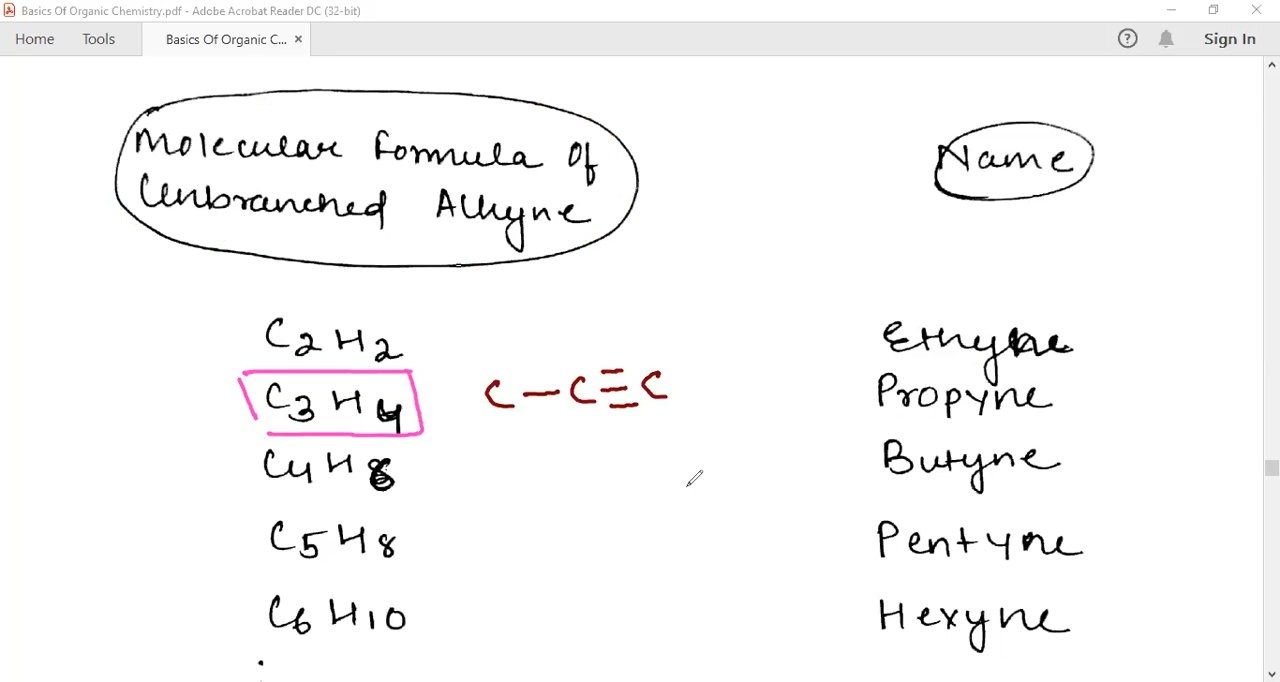 Basics Of Organic Chemistry.pdf - Adobe Acrobat Reader DC (32-bit)
Home Tools Basics Of Organic C... × ? Sign In
Molecular Formula Of Name
Unbranched Alkyne
C2H2 Ethyne
C3H4 C-C≡C Propyne
C4H6 Butyne
C5H8 Pentyne
C6H10 Hexyne